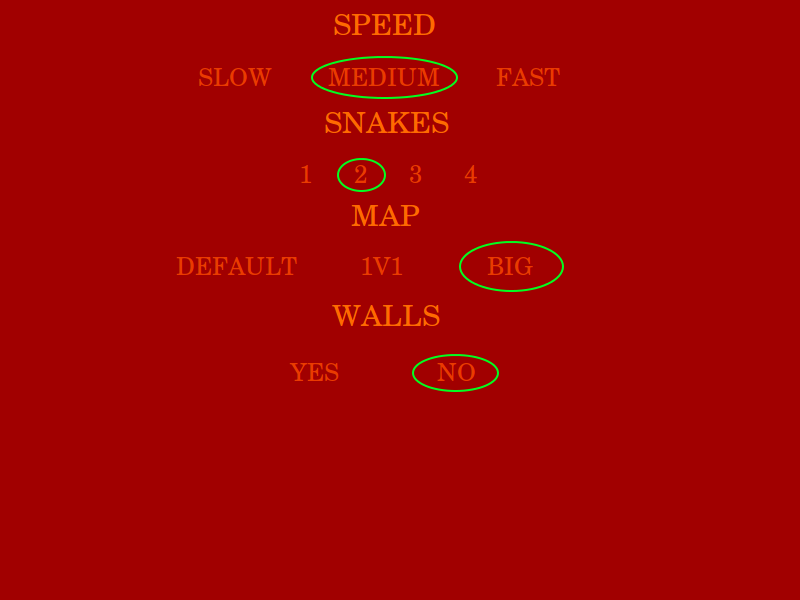 SPEED
SLOW MEDIUM FAST
SNAKES
1 2 3 4
MAP
DEFAULT 1V1 BIG
WALLS
YES NO